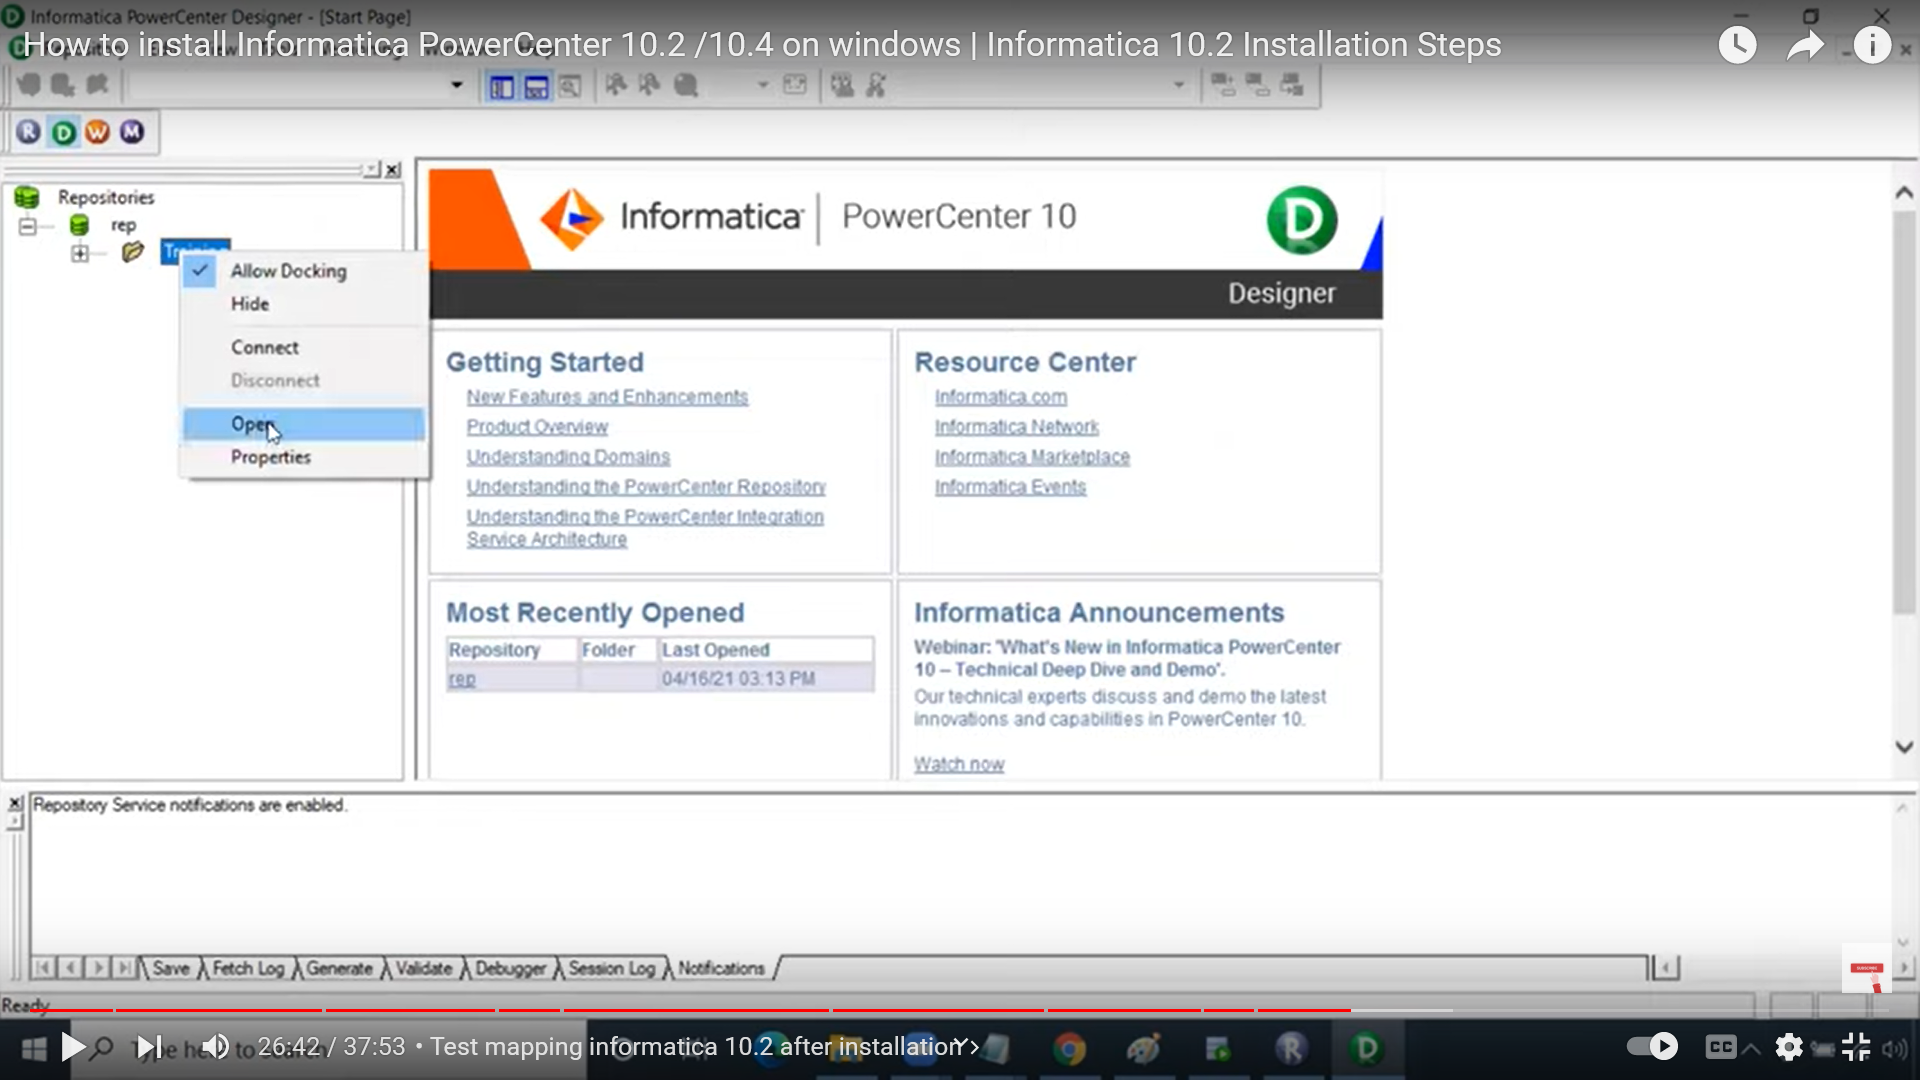 Informatica PowerCenter Designer - [Start Page]
How to install Informatica PowerCenter 10.2 /10.4 on windows | Informatica 10.2 Installation Steps
R D W M
Repositories
rep
Training
Allow Docking
Hide
Connect
Disconnect
Open
Properties
Informatica | PowerCenter 10
D
Designer
Getting Started
New Features and Enhancements
Product Overview
Understanding Domains
Understanding the PowerCenter Repository
Understanding the PowerCenter Integration
Service Architecture
Resource Center
Informatica.com
Informatica Network
Informatica Marketplace
Informatica Events
Most Recently Opened
Repository Folder Last Opened
rep 04/16/21 03:13 PM
Informatica Announcements
Webinar: 'What's New in Informatica PowerCenter
10 – Technical Deep Dive and Demo'.
Our technical experts discuss and demo the latest
innovations and capabilities in PowerCenter 10.
Watch now
Repository Service notifications are enabled.
Save Fetch Log Generate Validate Debugger Session Log Notifications
Ready
Type here to search
26:42 / 37:53 • Test mapping informatica 10.2 after installation
R D CC